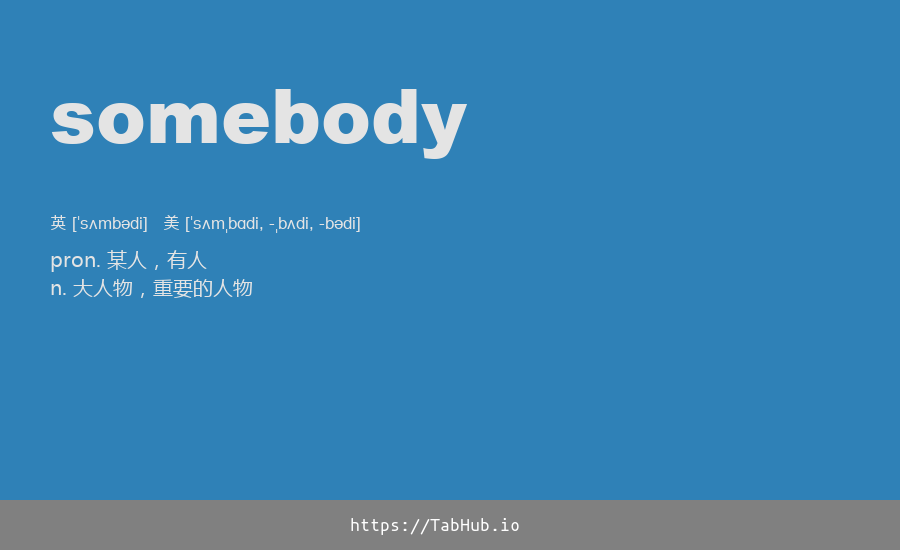 somebody
英 [ˈsʌmbədi]   美 [ˈsʌmˌbɑdi, -ˌbʌdi, -bədi]
pron. 某人，有人
n. 大人物，重要的人物
https://TabHub.io